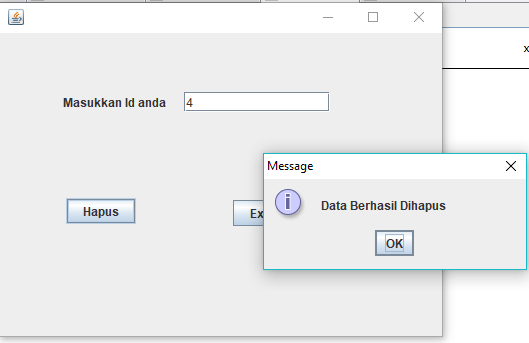 Masukkan Id anda
4
Message
Data Berhasil Dihapus
Hapus
Ex
OK
x